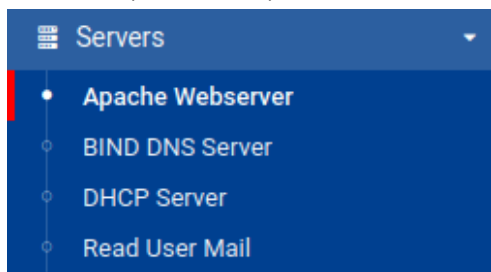 Servers
Apache Webserver
BIND DNS Server
DHCP Server
Read User Mail